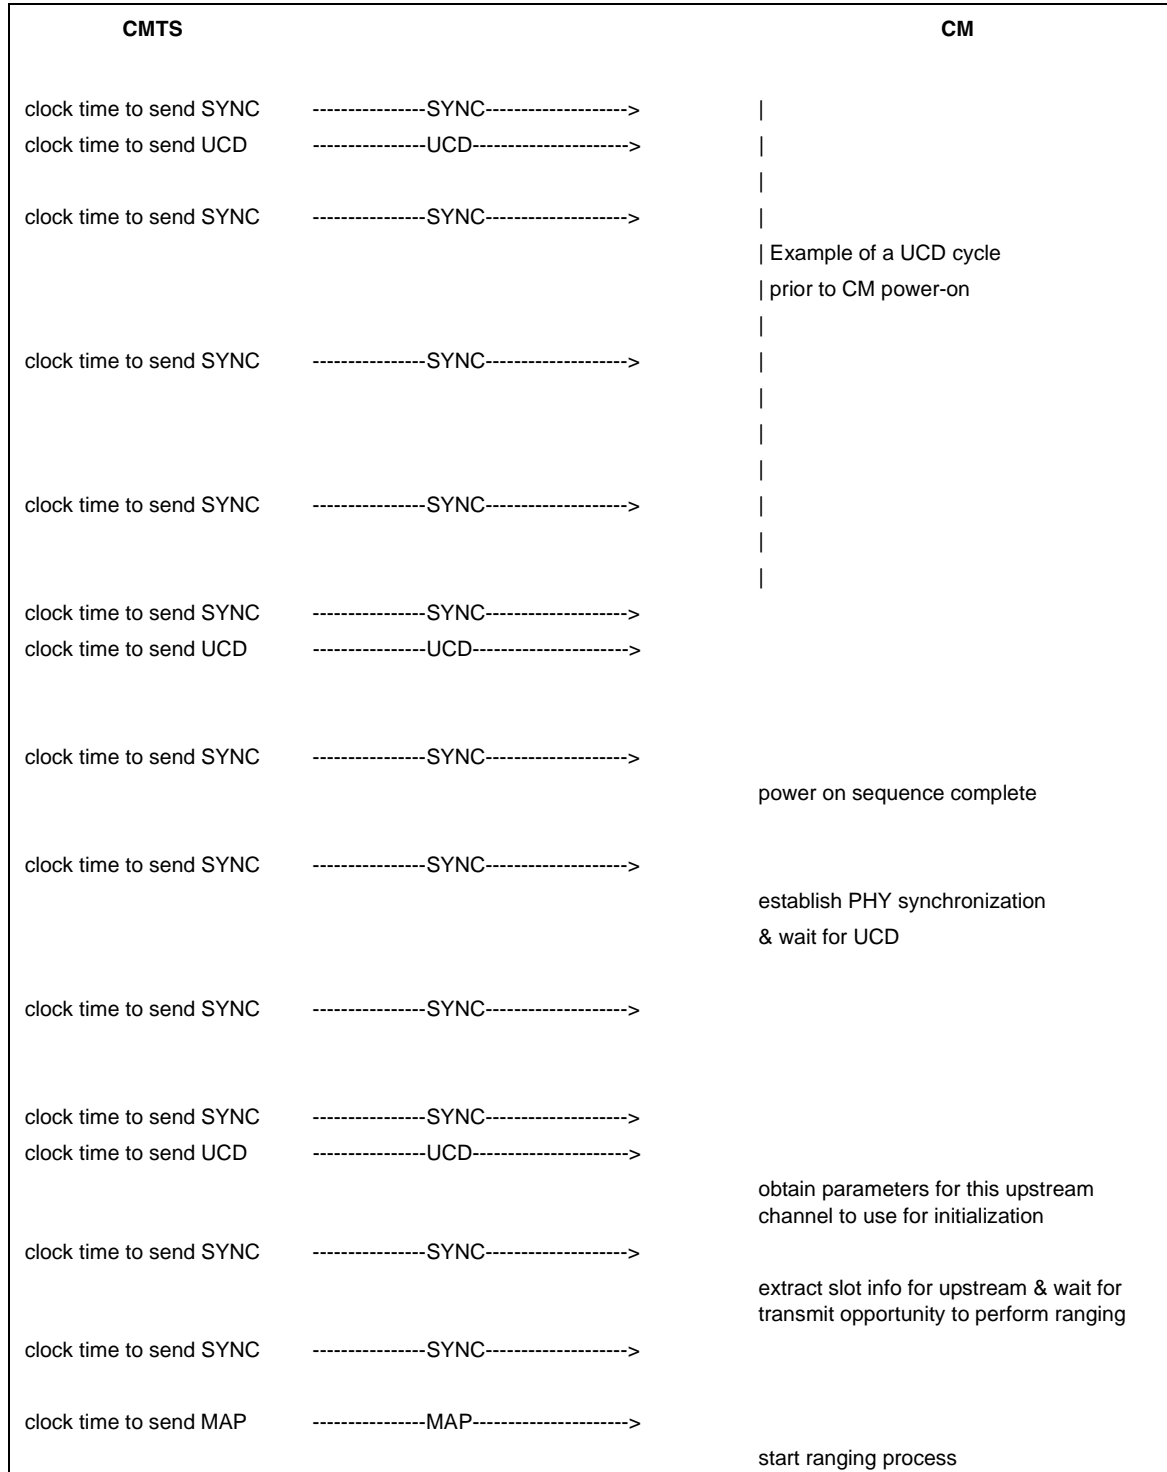 CMTS CM
clock time to send SYNC ----------------SYNC--------------------> |
clock time to send UCD ----------------UCD----------------------> |
|
clock time to send SYNC ----------------SYNC--------------------> |
| Example of a UCD cycle
| prior to CM power-on
|
clock time to send SYNC ----------------SYNC--------------------> |
|
|
|
clock time to send SYNC ----------------SYNC--------------------> |
|
|
clock time to send SYNC ----------------SYNC-------------------->
clock time to send UCD ----------------UCD---------------------->
clock time to send SYNC ----------------SYNC-------------------->
power on sequence complete
clock time to send SYNC ----------------SYNC-------------------->
establish PHY synchronization
& wait for UCD
clock time to send SYNC ----------------SYNC-------------------->
clock time to send SYNC ----------------SYNC-------------------->
clock time to send UCD ----------------UCD---------------------->
obtain parameters for this upstream
channel to use for initialization
clock time to send SYNC ----------------SYNC-------------------->
extract slot info for upstream & wait for
transmit opportunity to perform ranging
clock time to send SYNC ----------------SYNC-------------------->
clock time to send MAP ----------------MAP---------------------->
start ranging process